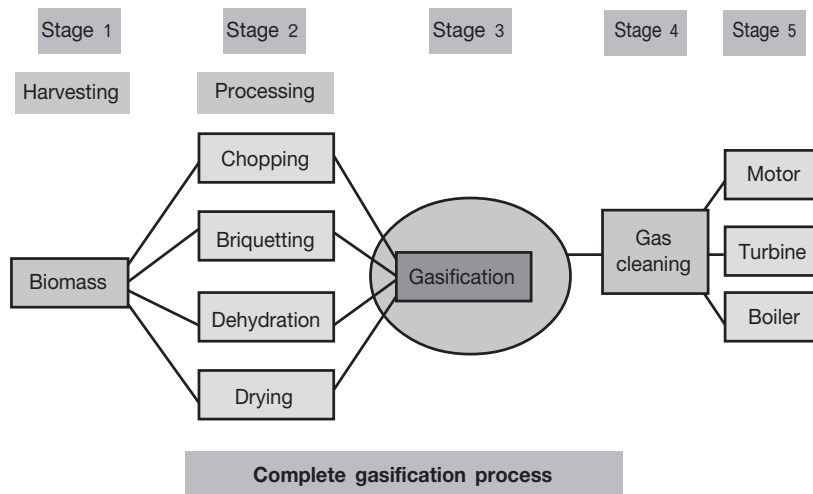 Stage 1
Stage 2
Stage 3
Stage 4
Stage 5
Harvesting
Processing
Chopping
Briquetting
Dehydration
Drying
Biomass
Gasification
Gas
cleaning
Motor
Turbine
Boiler
Complete gasification process